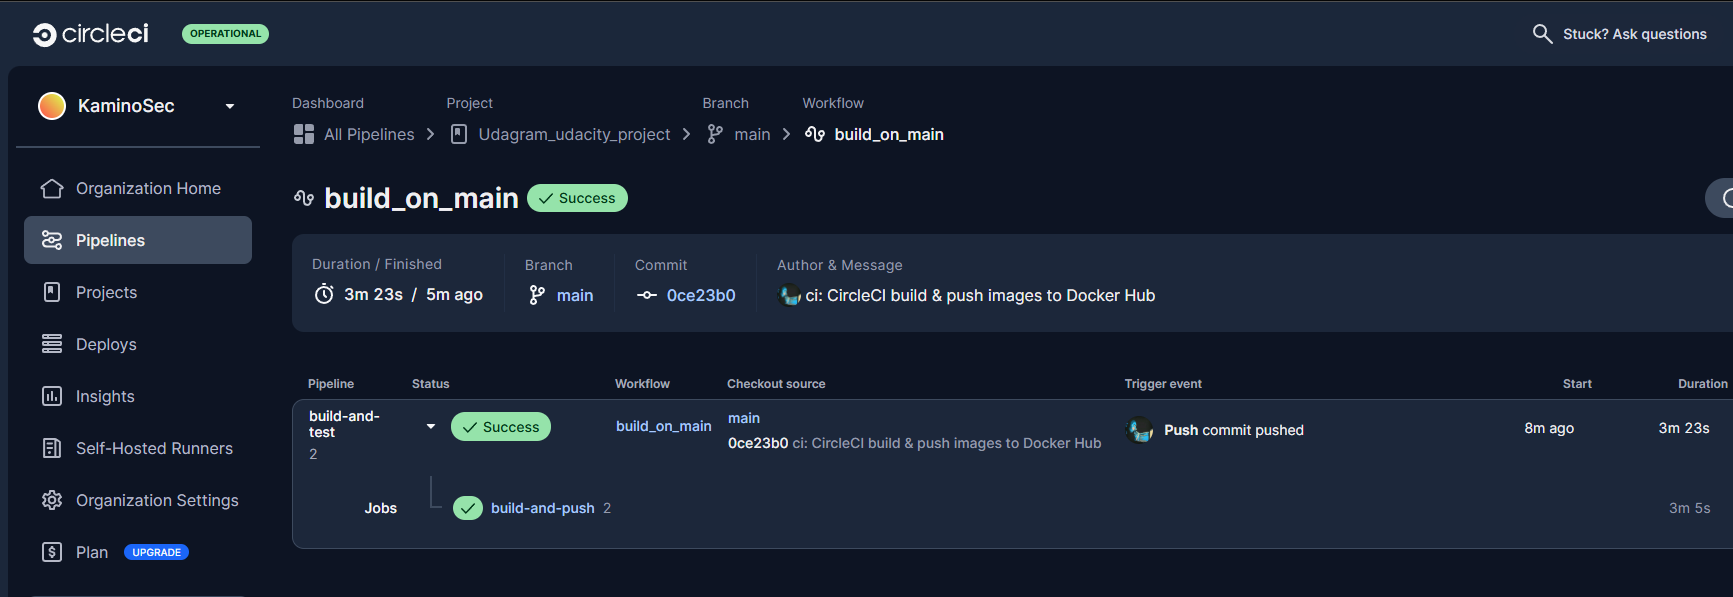 circleci OPERATIONAL
Stuck? Ask questions
KaminoSec
Organization Home
Pipelines
Projects
Deploys
Insights
Self-Hosted Runners
Organization Settings
Plan UPGRADE
Dashboard Project Branch Workflow
All Pipelines Udagram_udacity_project main build_on_main
build_on_main Success
Duration / Finished Branch Commit Author & Message
3m 23s / 5m ago main 0ce23b0 ci: CircleCI build & push images to Docker Hub
Pipeline Status Workflow Checkout source Trigger event Start Duration
build-and-
test
2
Success
build_on_main
main
0ce23b0 ci: CircleCI build & push images to Docker Hub
Push commit pushed
8m ago
3m 23s
Jobs build-and-push 2 3m 5s